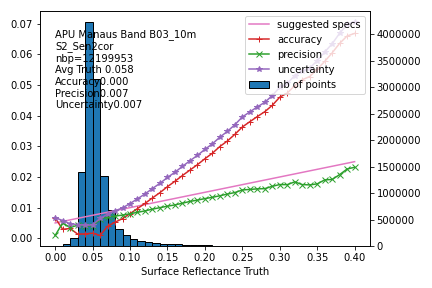 APU Manaus Band B03_10m
S2_Sen2cor
nbp=12199953
Avg Truth 0.058
Accuracy0.000
Precision0.007
Uncertainty0.007
suggested specs
accuracy
precision
uncertainty
nb of points
0.07
0.06
0.05
0.04
0.03
0.02
0.01
0.00
4000000
3500000
3000000
2500000
2000000
1500000
1000000
500000
0
0.00 0.05 0.10 0.15 0.20 0.25 0.30 0.35 0.40
Surface Reflectance Truth